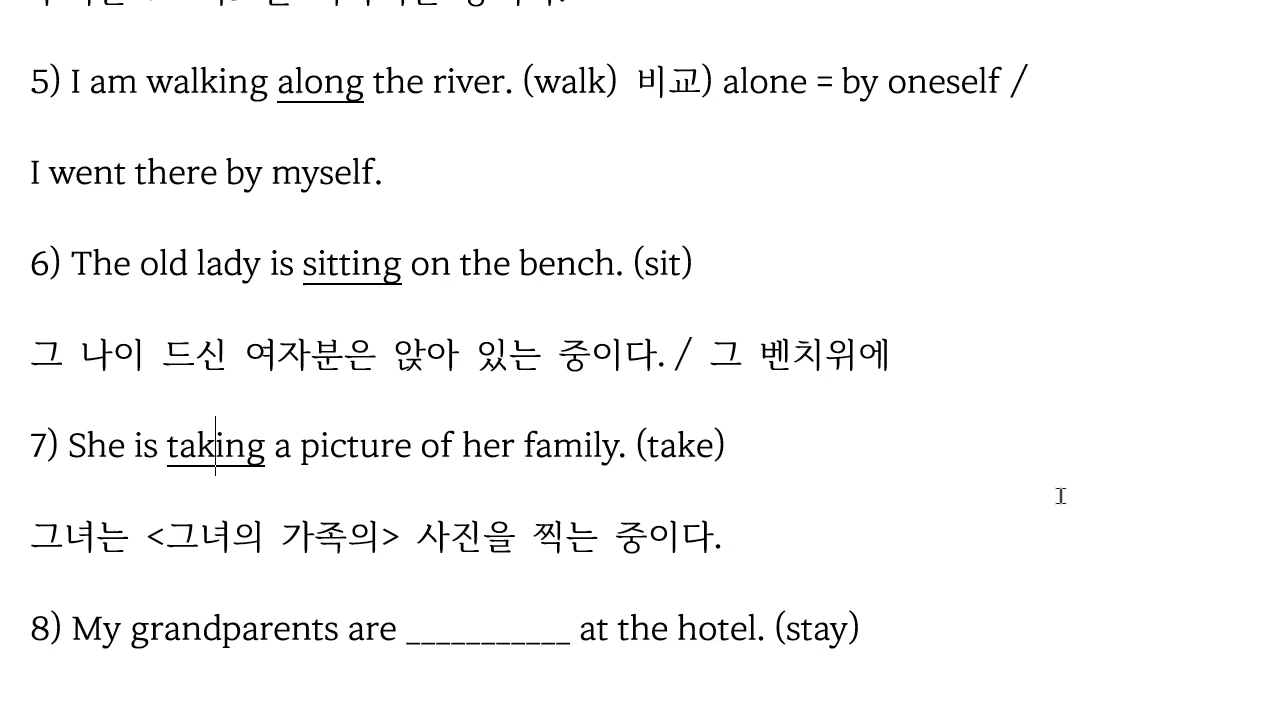 5) I am walking along the river. (walk) 비교) alone = by oneself /
I went there by myself.
6) The old lady is sitting on the bench. (sit)
그 나이 드신 여자분은 앉아 있는 중이다. / 그 벤치위에
7) She is taking a picture of her family. (take)
그녀는 <그녀의 가족의> 사진을 찍는 중이다.
8) My grandparents are ___________ at the hotel. (stay)